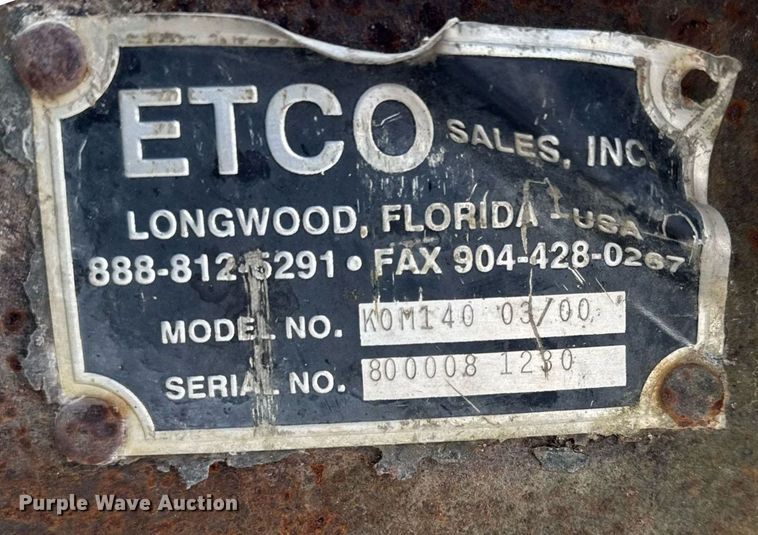 ETCO SALES, INC.
LONGWOOD, FLORIDA - USA
888-812-5291 • FAX 904-428-0267
MODEL NO. KOM140 03/00
SERIAL NO. 800008 1230
Purple Wave Auction